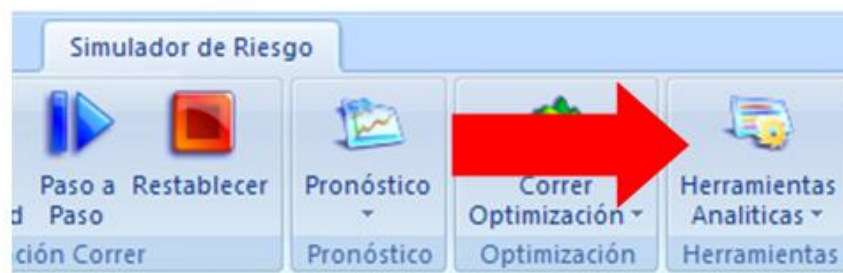 Simulador de Riesgo
Paso a Restablecer Pronóstico Correr Herramientas
d Paso Optimización Analiticas
ción Correr Pronóstico Optimización Herramientas